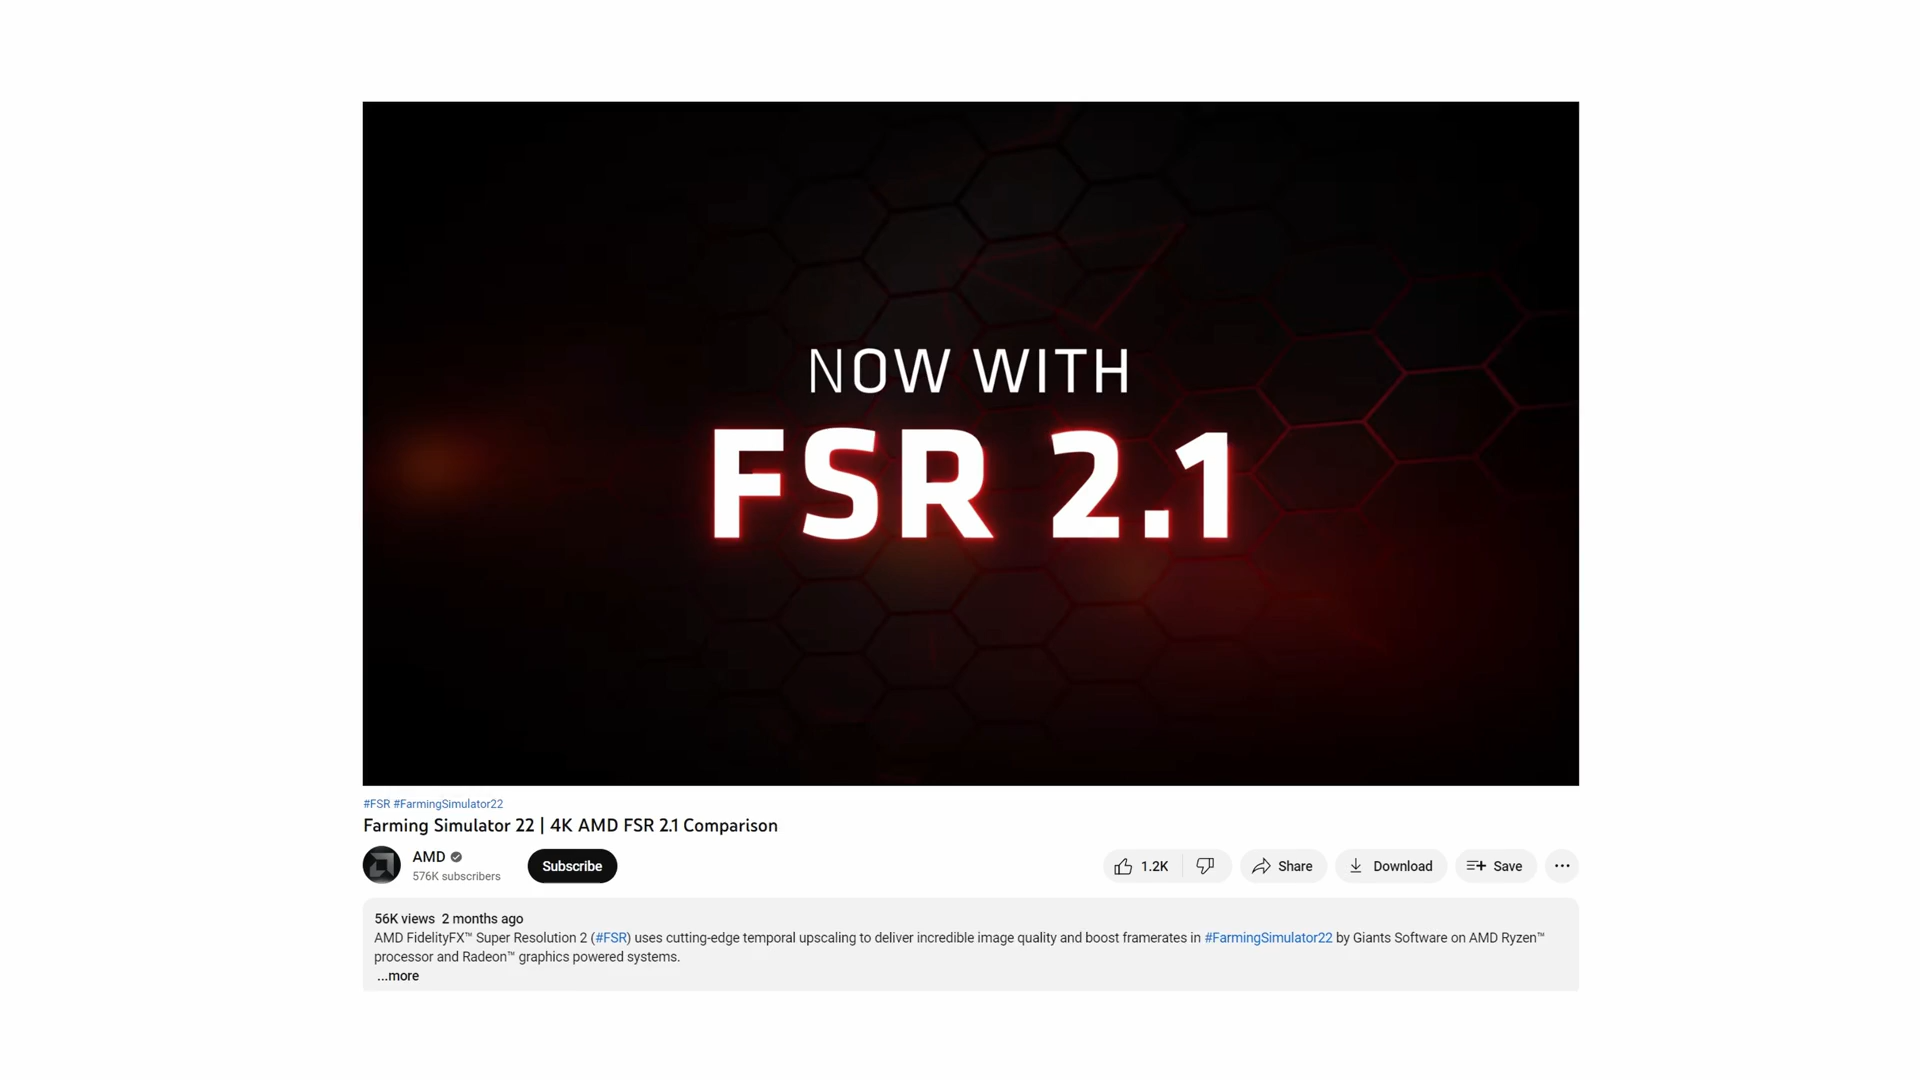 NOW WITH
FSR 2.1
#FSR #FarmingSimulator22
Farming Simulator 22 | 4K AMD FSR 2.1 Comparison
AMD
576K subscribers
Subscribe
1.2K
Share
Download
Save
56K views 2 months ago
AMD FidelityFX™ Super Resolution 2 (#FSR) uses cutting-edge temporal upscaling to deliver incredible image quality and boost framerates in #FarmingSimulator22 by Giants Software on AMD Ryzen™
processor and Radeon™ graphics powered systems.
...more